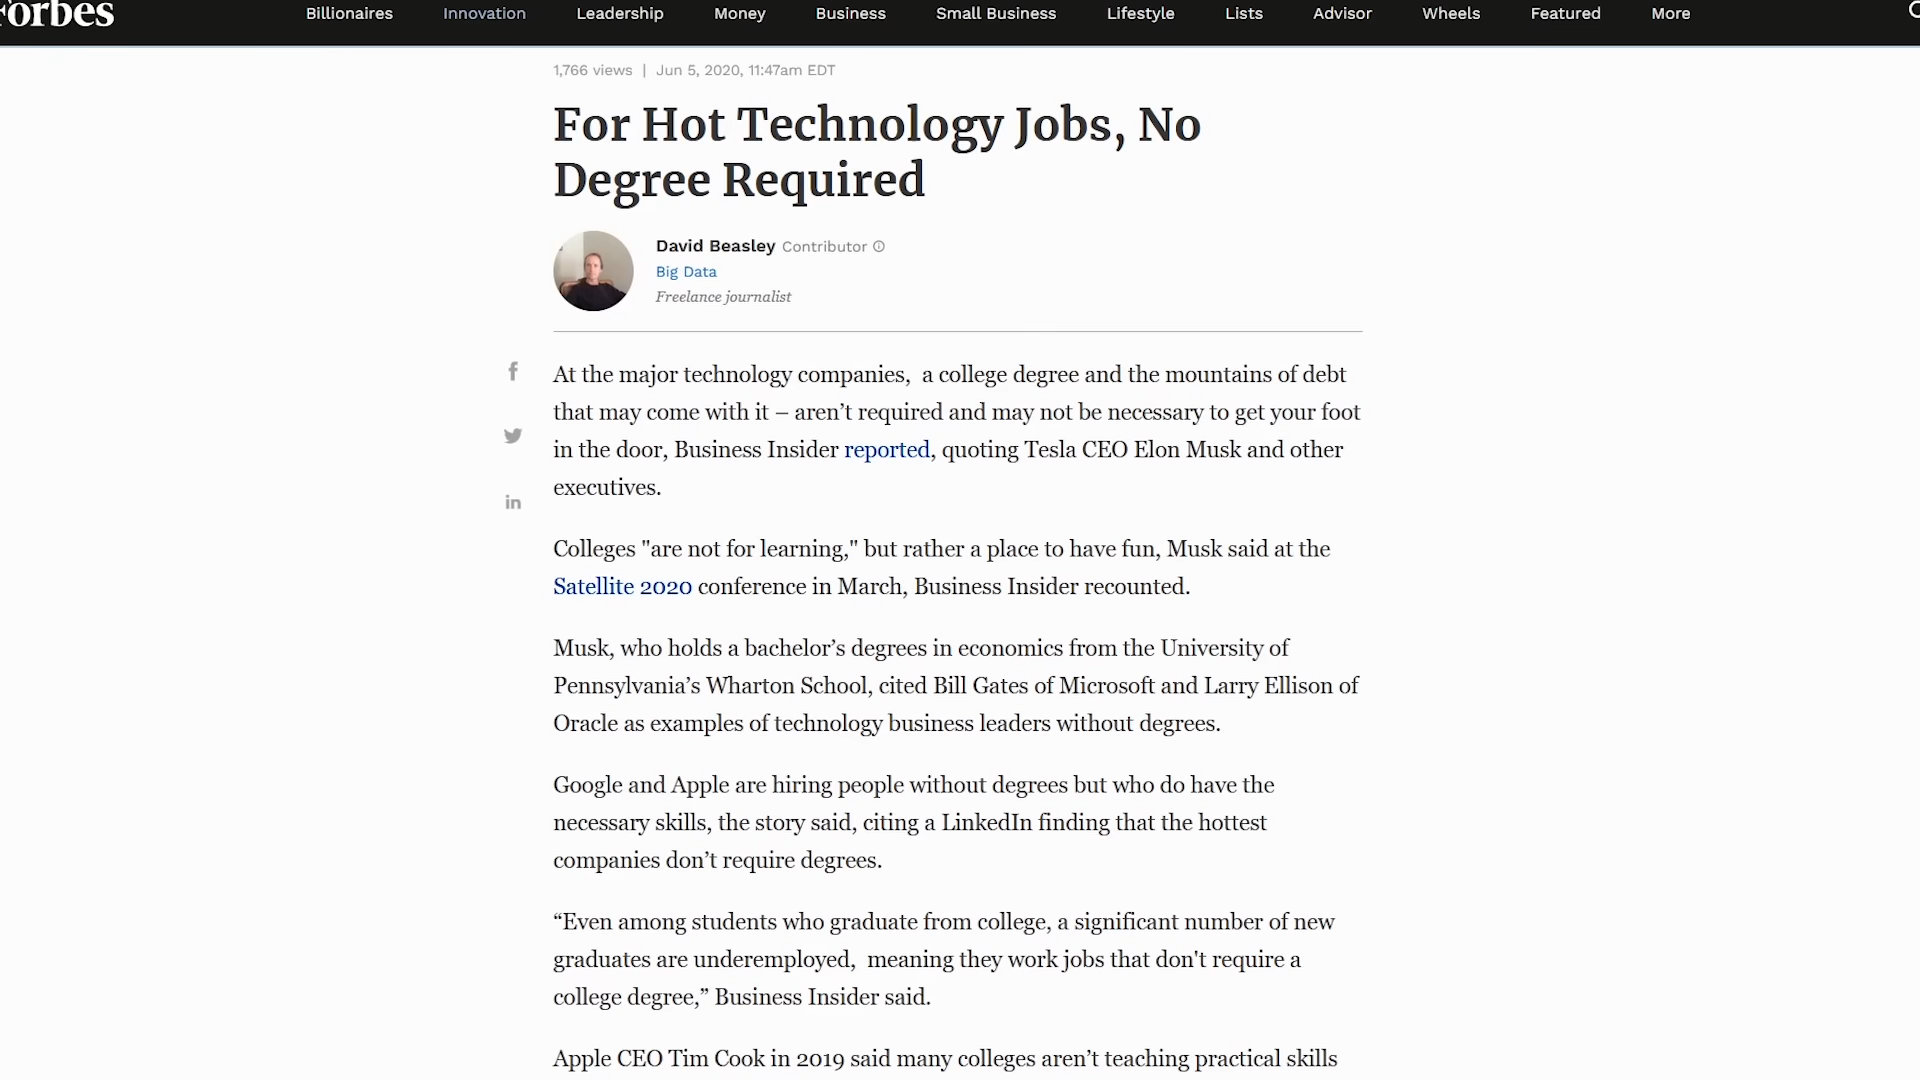 Forbes
Billionaires Innovation Leadership Money Business Small Business Lifestyle Lists Advisor Wheels Featured More
1,766 views | Jun 5, 2020, 11:47am EDT
For Hot Technology Jobs, No
Degree Required
David Beasley Contributor
Big Data
Freelance journalist
At the major technology companies,  a college degree and the mountains of debt
that may come with it – aren’t required and may not be necessary to get your foot
in the door, Business Insider reported, quoting Tesla CEO Elon Musk and other
executives.
Colleges "are not for learning," but rather a place to have fun, Musk said at the
Satellite 2020 conference in March, Business Insider recounted.
Musk, who holds a bachelor’s degrees in economics from the University of
Pennsylvania’s Wharton School, cited Bill Gates of Microsoft and Larry Ellison of
Oracle as examples of technology business leaders without degrees.
Google and Apple are hiring people without degrees but who do have the
necessary skills, the story said, citing a LinkedIn finding that the hottest
companies don’t require degrees.
“Even among students who graduate from college, a significant number of new
graduates are underemployed,  meaning they work jobs that don't require a
college degree,” Business Insider said.
Apple CEO Tim Cook in 2019 said many colleges aren’t teaching practical skills